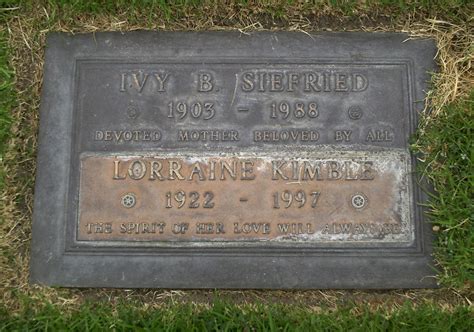 IVY B. SIEFRIED
1903 - 1988
DEVOTED MOTHER BELOVED BY ALL
LORRAINE KIMBLE
1922 - 1997
THE SPIRIT OF HER LOVE WILL ALWAYS